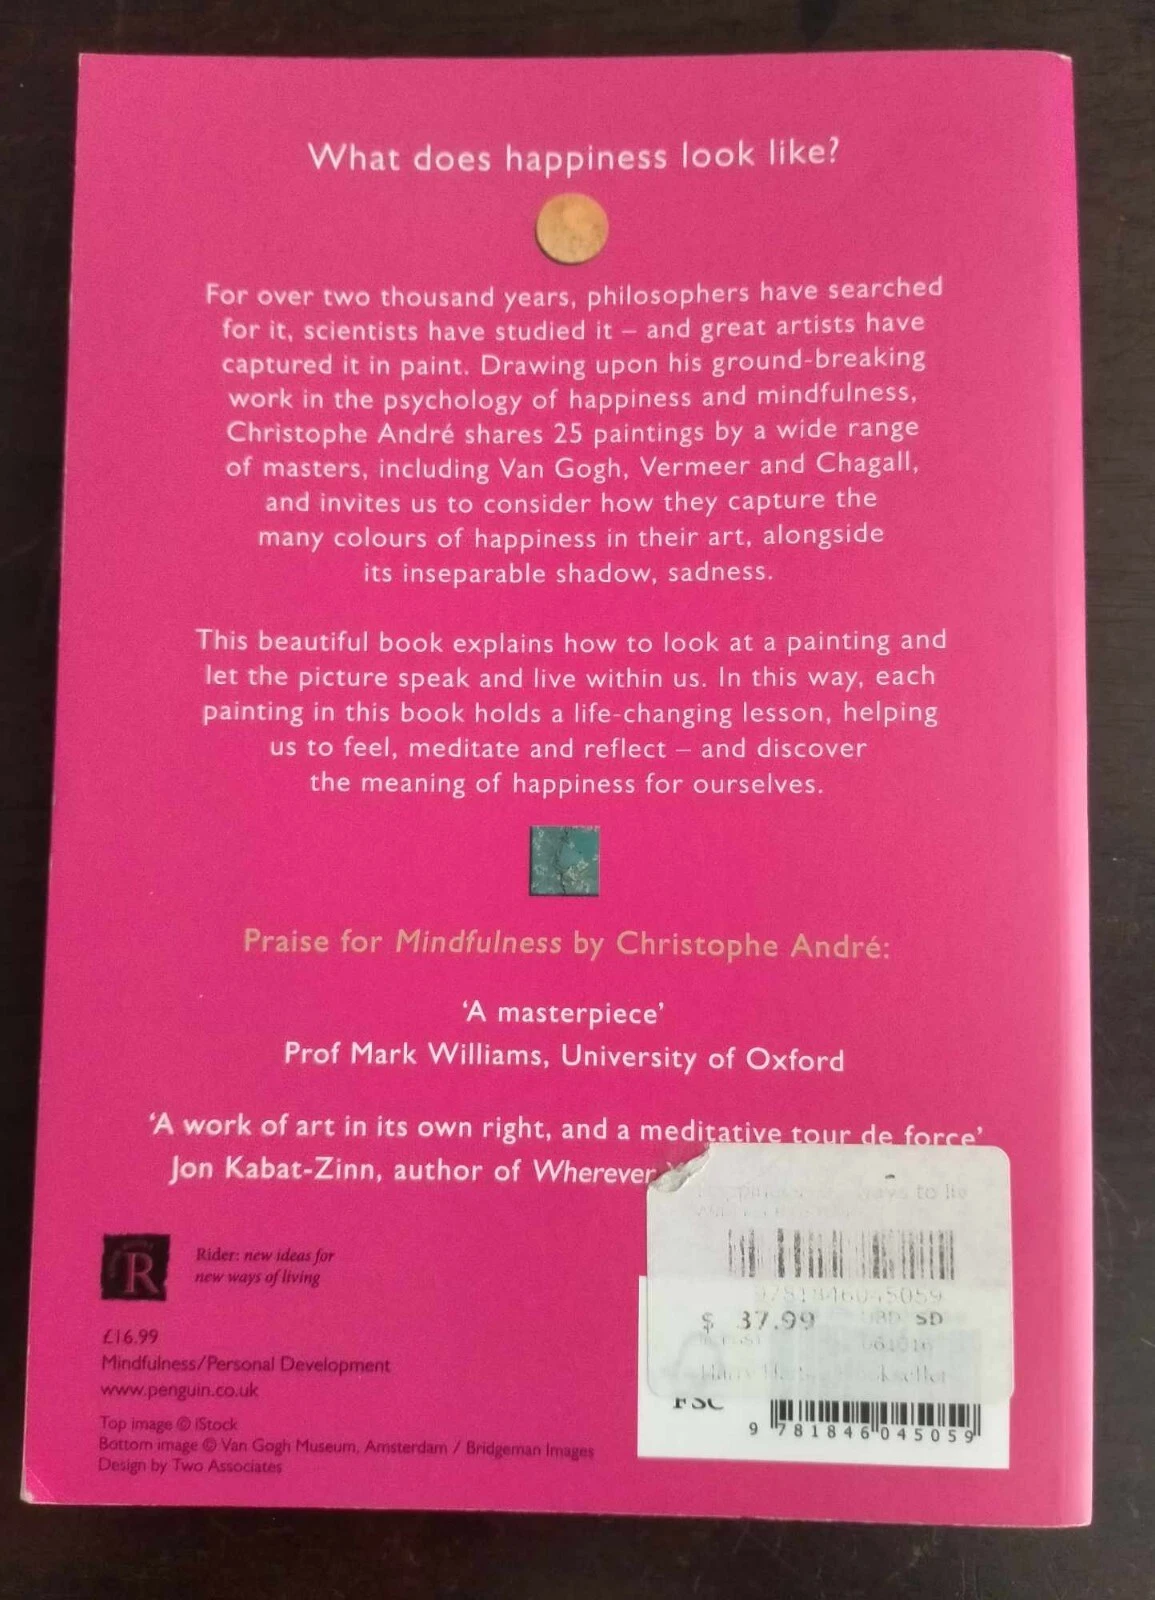 What does happiness look like?
For over two thousand years, philosophers have searched
for it, scientists have studied it – and great artists have
captured it in paint. Drawing upon his ground-breaking
work in the psychology of happiness and mindfulness,
Christophe André shares 25 paintings by a wide range
of masters, including Van Gogh, Vermeer and Chagall,
and invites us to consider how they capture the
many colours of happiness in their art, alongside
its inseparable shadow, sadness.
This beautiful book explains how to look at a painting and
let the picture speak and live within us. In this way, each
painting in this book holds a life-changing lesson, helping
us to feel, meditate and reflect – and discover
the meaning of happiness for ourselves.
Praise for Mindfulness by Christophe André:
‘A masterpiece’
Prof Mark Williams, University of Oxford
‘A work of art in its own right, and a meditative tour de force’
Jon Kabat-Zinn, author of Wherever
R
Rider: new ideas for
new ways of living
£16.99
Mindfulness/Personal Development
www.penguin.co.uk
Top image © iStock
Bottom image © Van Gogh Museum, Amsterdam / Bridgeman Images
Design by Two Associates
ways to
9781846045059
$ 37.99 SD
061016
FSC
9 781846 045059